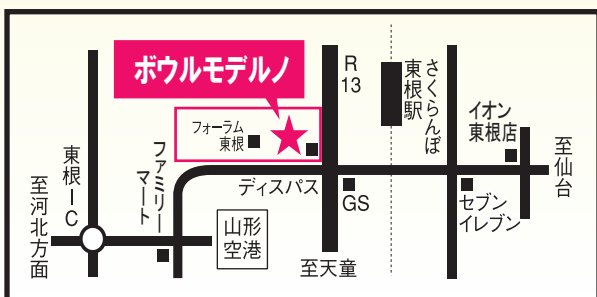 ボウルモデルノ
フォーラム
東根
R
13
さくらんぼ
東根駅
イオン
東根店
至仙台
セブン
イレブン
GS
ディスパス
至天童
ファミリー
マート
山形
空港
東根IC
至河北方面